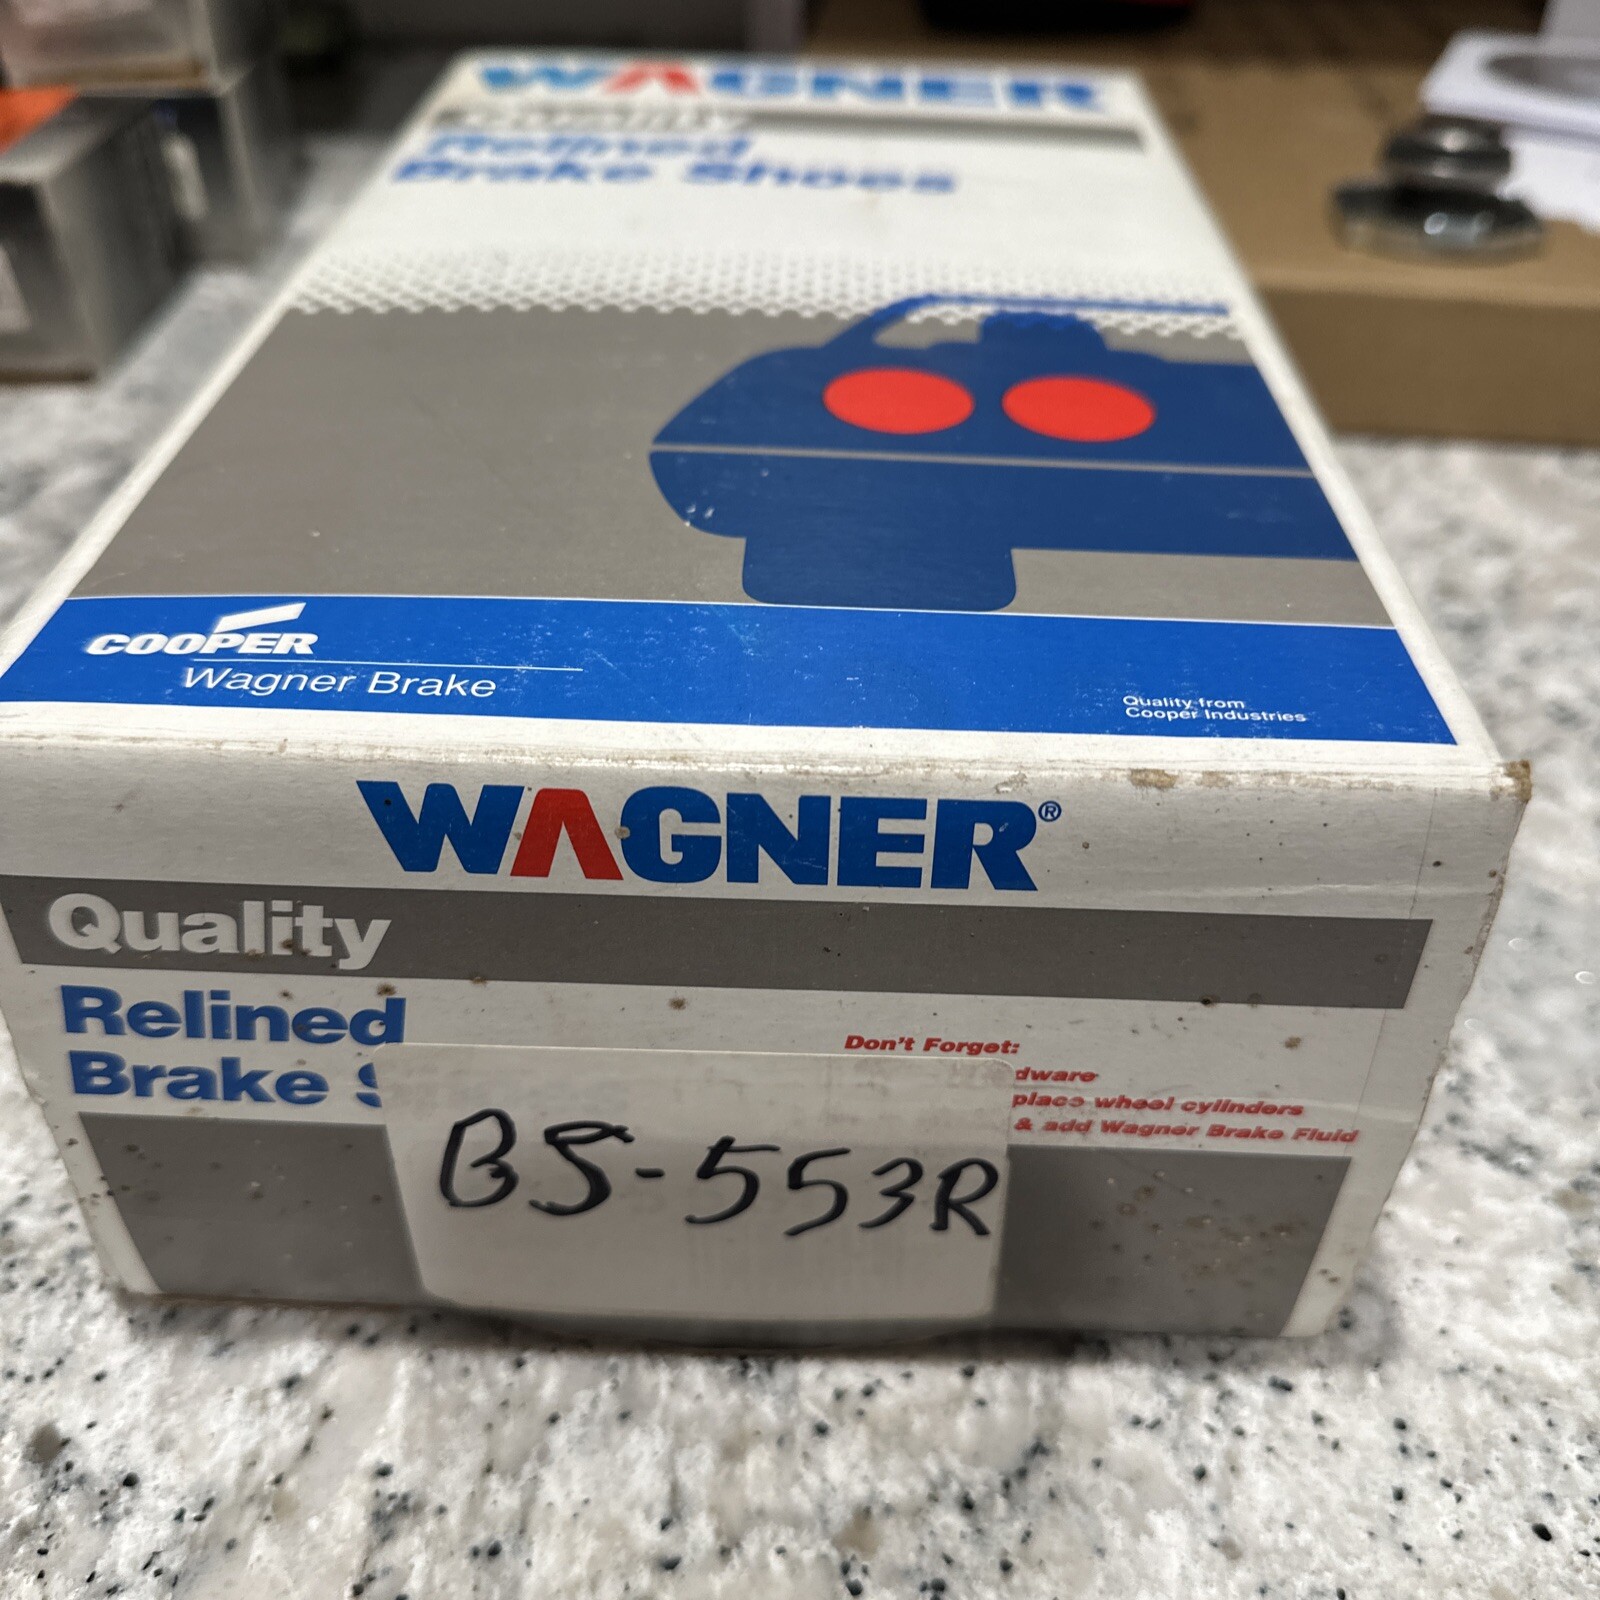 WAGNER
Quality
Relined
Brake Shoes
COOPER
Wagner Brake
Quality from
Cooper Industries
WAGNER®
Quality
Relined
Brake S
Don't Forget:
dware
place wheel cylinders
& add Wagner Brake Fluid
BS-553R